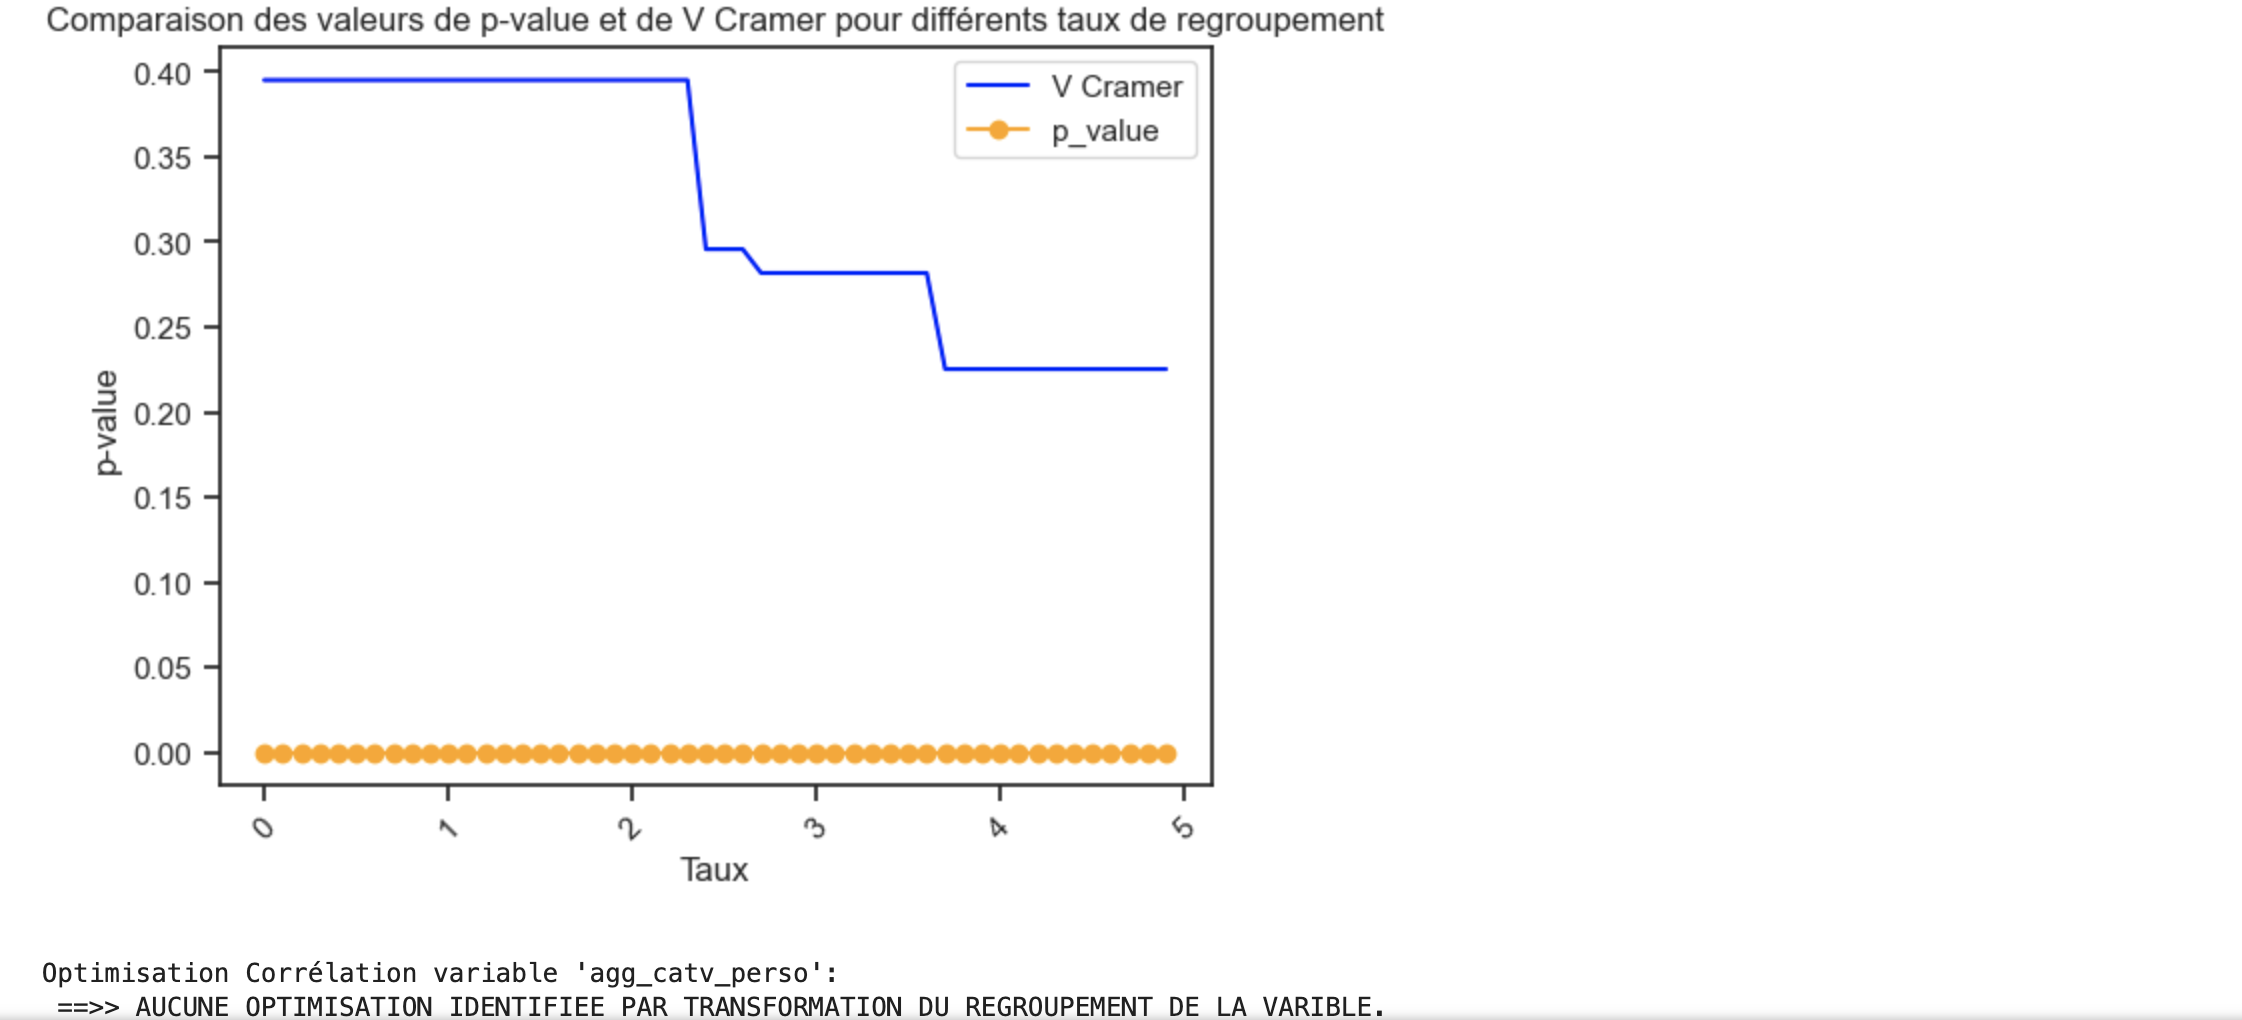 Comparaison des valeurs de p-value et de V Cramer pour différents taux de regroupement
0.40
0.35
0.30
0.25
0.20
0.15
0.10
0.05
0.00
p-value
V Cramer
p_value
0 1 2 3 4 5
Taux
Optimisation Corrélation variable 'agg_catv_perso':
==>> AUCUNE OPTIMISATION IDENTIFIEE PAR TRANSFORMATION DU REGROUPEMENT DE LA VARIBLE.